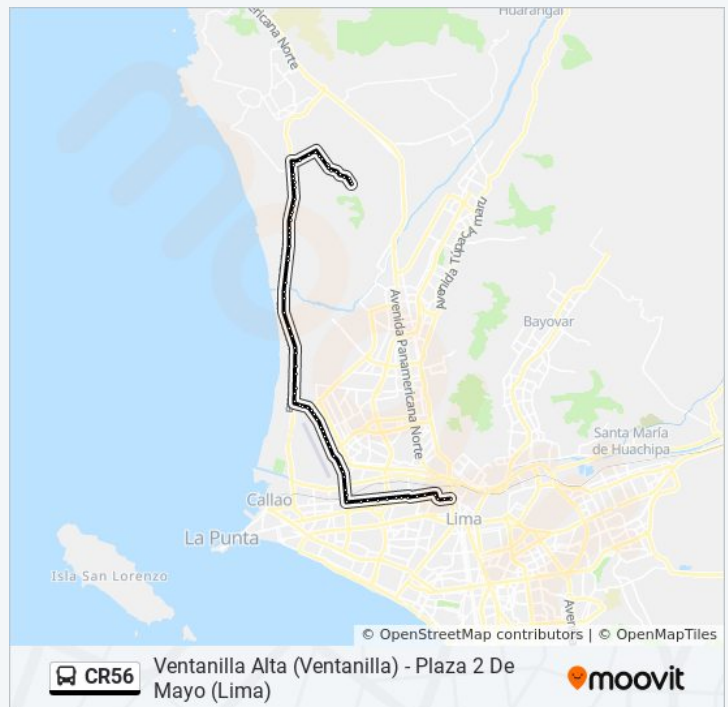 Huarangal
Panamericana Norte
Avenida Túpac Amaru
Avenida Panamericana Norte
Bayovar
Santa María
de Huachipa
Callao
Lima
La Punta
Isla San Lorenzo
Aven
© OpenStreetMap contributors | © OpenMapTiles
CR56
Ventanilla Alta (Ventanilla) - Plaza 2 De
Mayo (Lima)
moovit